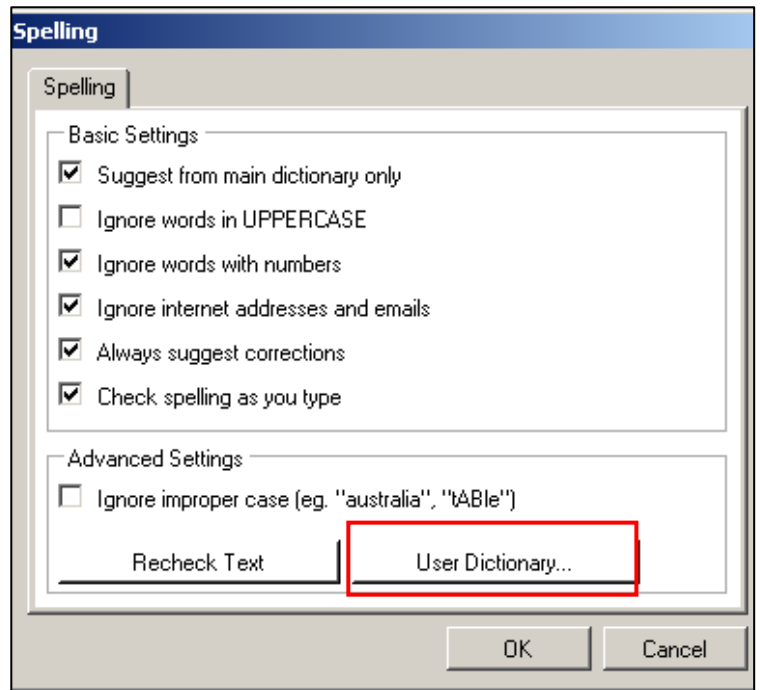 Spelling
Spelling
Basic Settings
Suggest from main dictionary only
Ignore words in UPPERCASE
Ignore words with numbers
Ignore internet addresses and emails
Always suggest corrections
Check spelling as you type
Advanced Settings
Ignore improper case (eg. "australia", "tABle")
Recheck Text User Dictionary...
OK Cancel